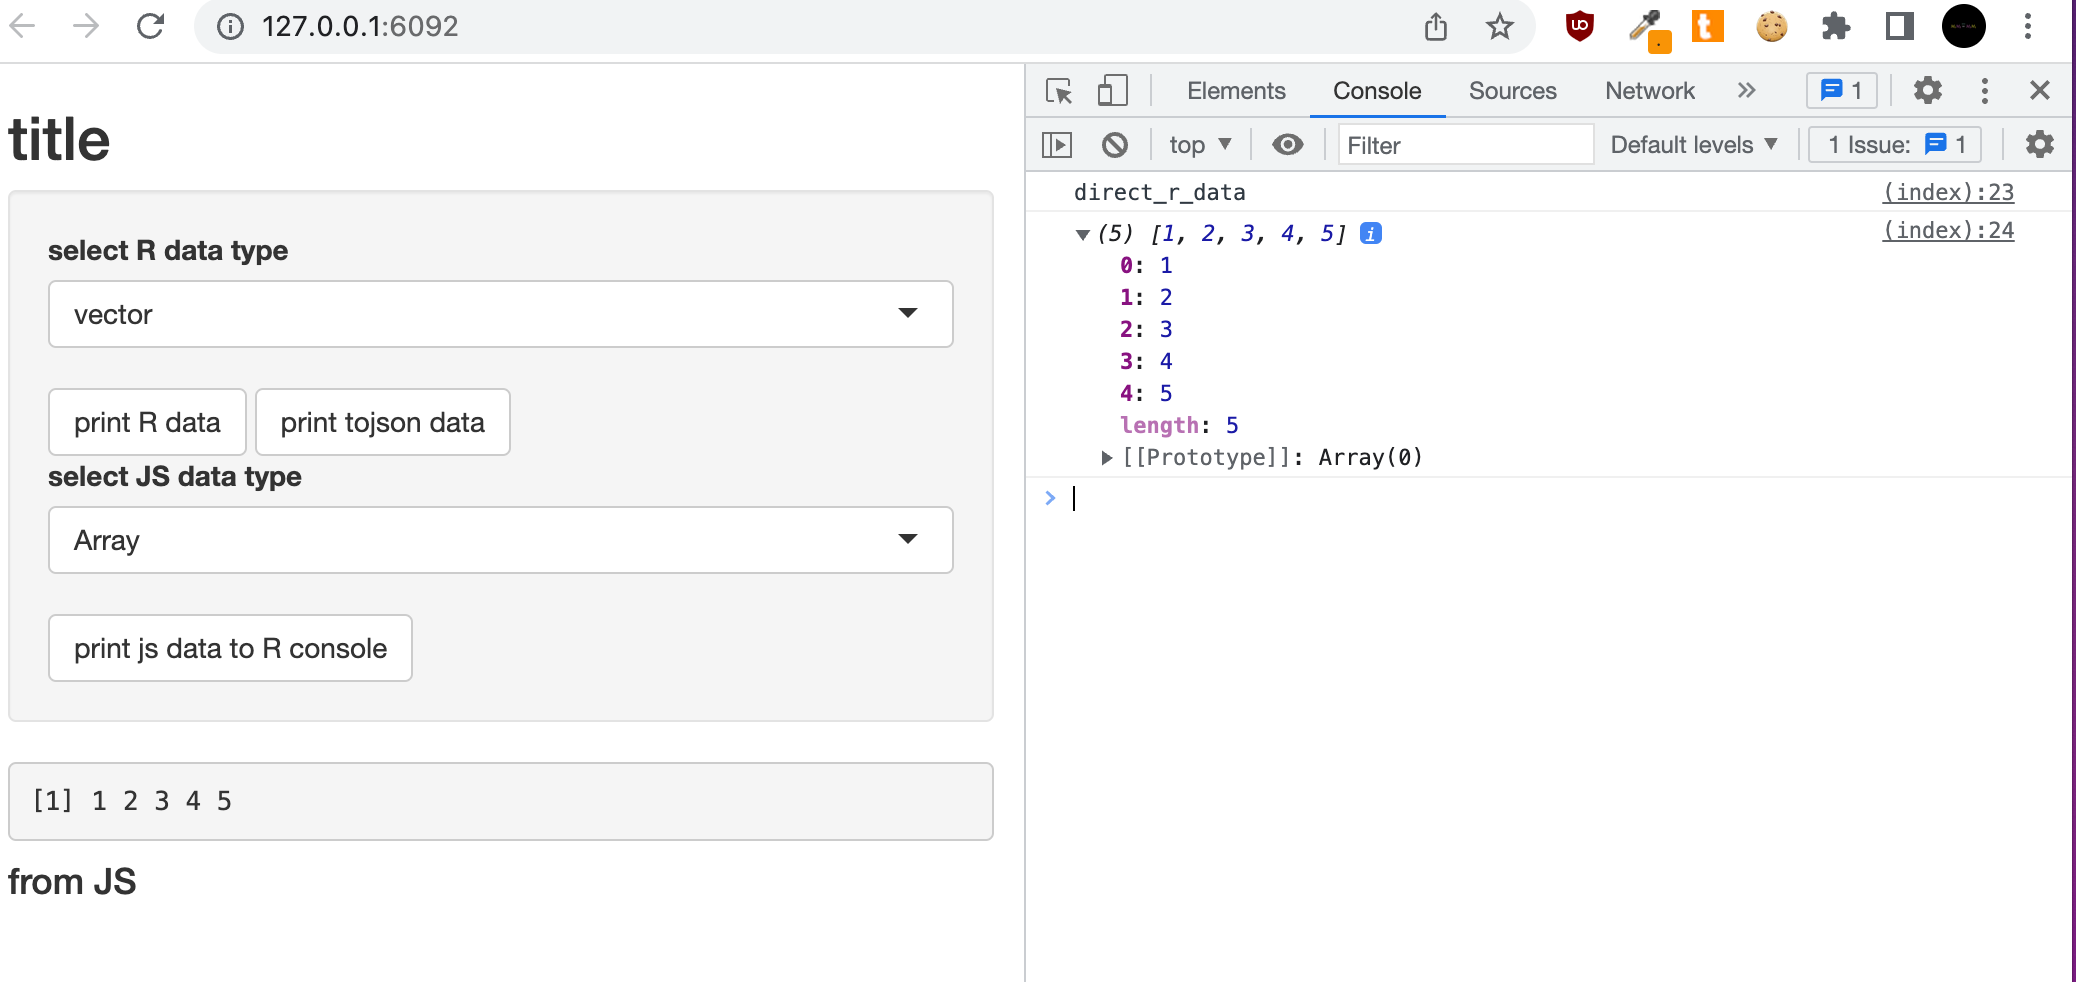 127.0.0.1:6092
title
select R data type
vector
print R data
print tojson data
select JS data type
Array
print js data to R console
[1] 1 2 3 4 5
from JS
Elements
Console
Sources
Network
1
top
Filter
Default levels
1 Issue: 1
direct_r_data (index):23
(5) [1, 2, 3, 4, 5] (index):24
0: 1
1: 2
2: 3
3: 4
4: 5
length: 5
[[Prototype]]: Array(0)